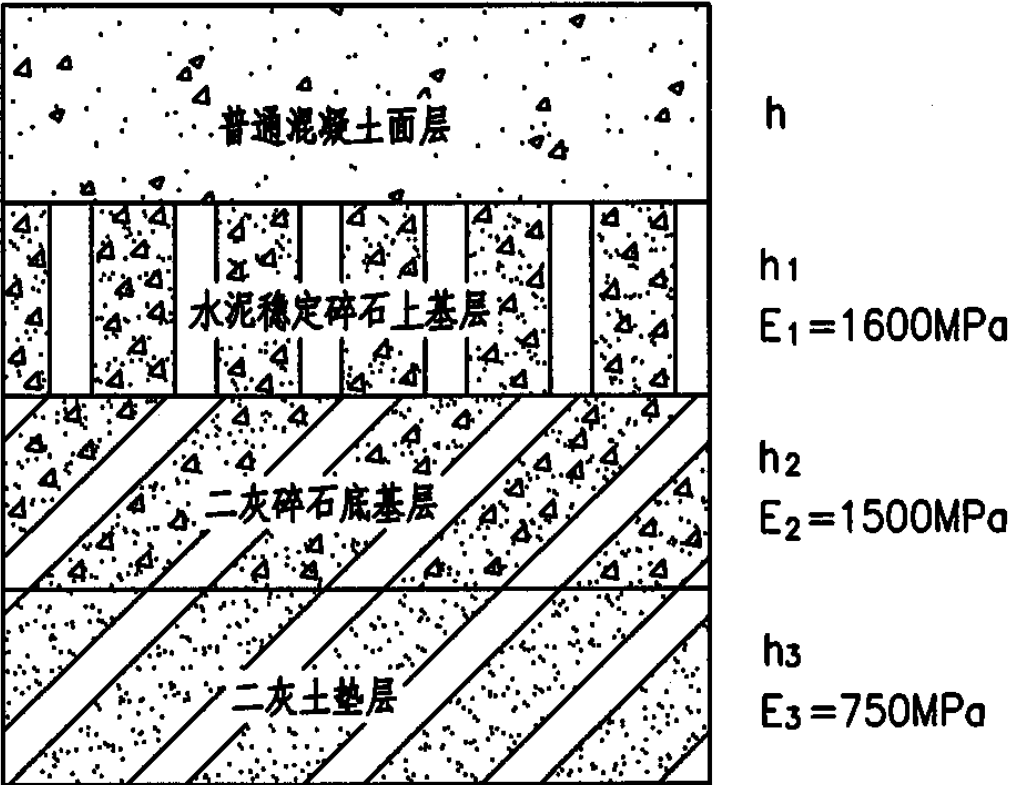 普通混凝土面层
h
水泥稳定碎石上基层
h1
E1=1600MPa
二灰碎石底基层
h2
E2=1500MPa
二灰土垫层
h3
E3=750MPa